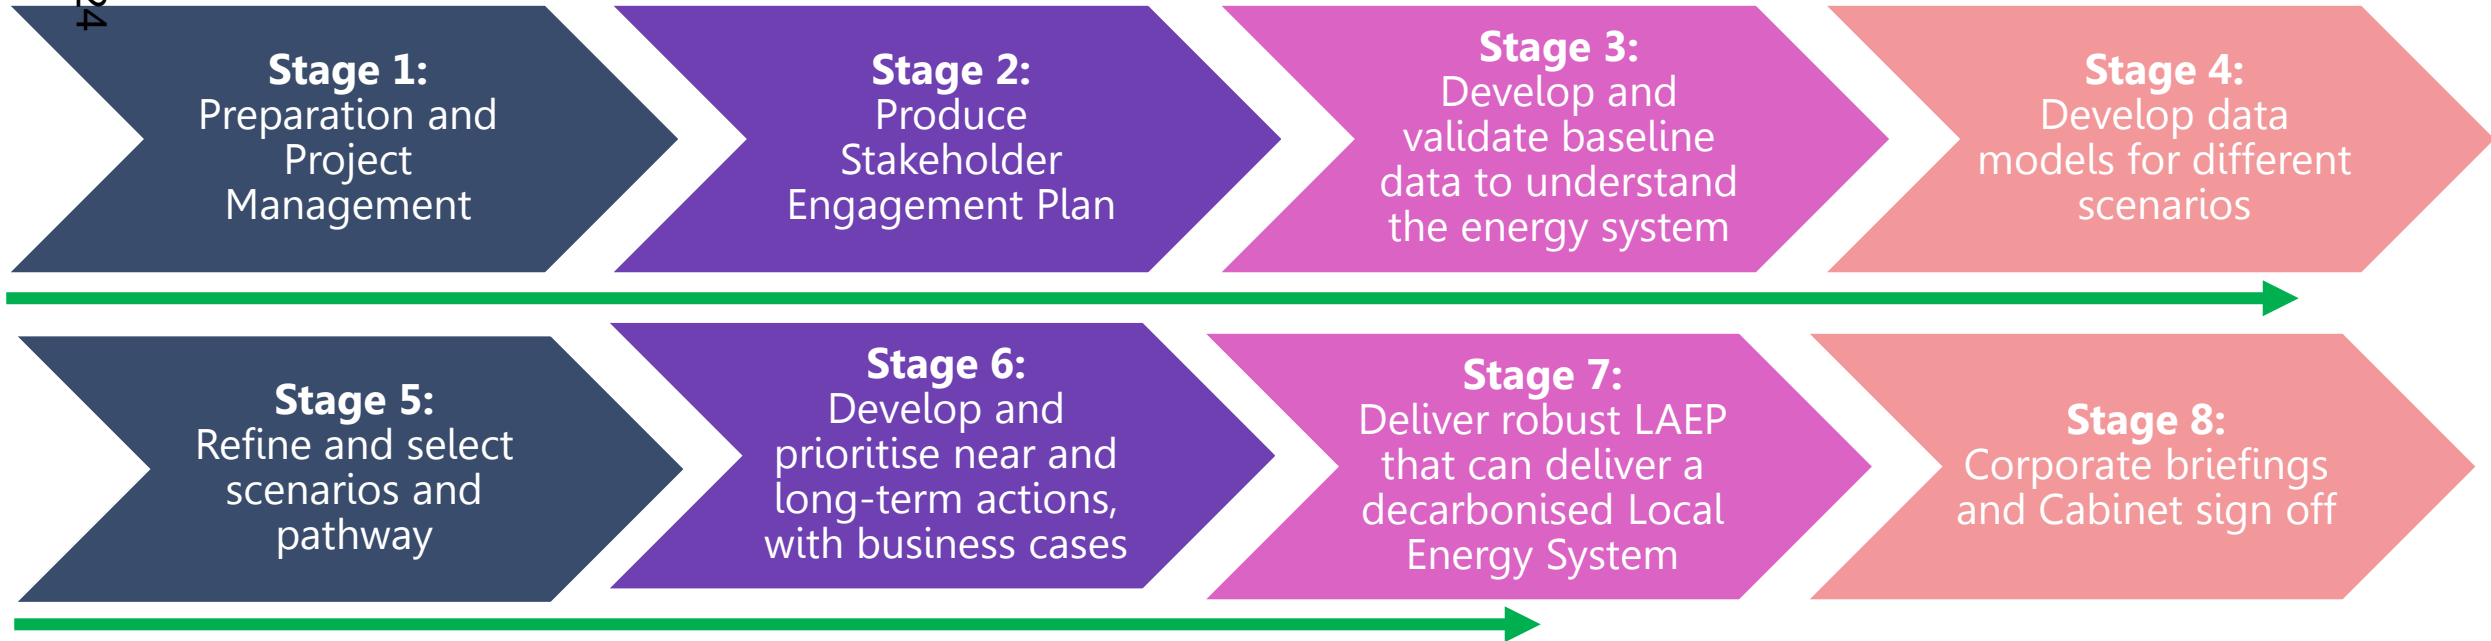 24
Stage 1:
Preparation and
Project
Management
Stage 2:
Produce
Stakeholder
Engagement Plan
Stage 3:
Develop and
validate baseline
data to understand
the energy system
Stage 4:
Develop data
models for different
scenarios
Stage 5:
Refine and select
scenarios and
pathway
Stage 6:
Develop and
prioritise near and
long-term actions,
with business cases
Stage 7:
Deliver robust LAEP
that can deliver a
decarbonised Local
Energy System
Stage 8:
Corporate briefings
and Cabinet sign off